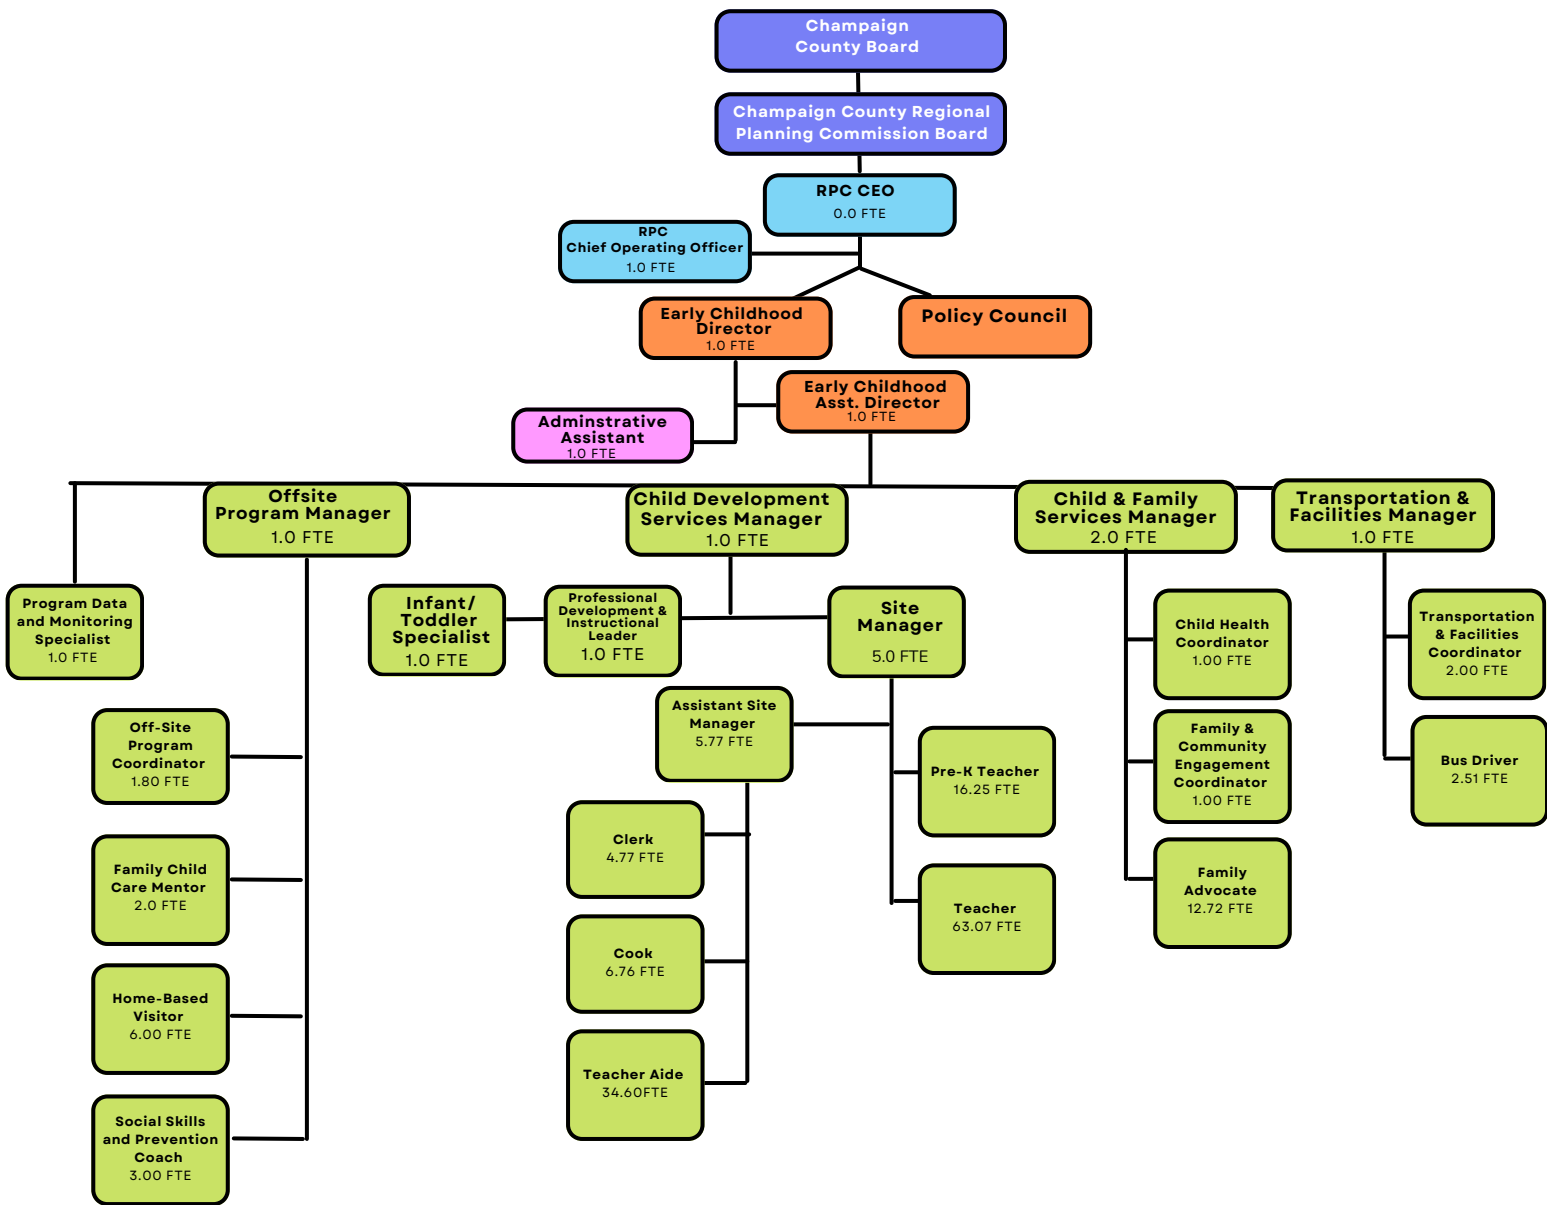 Champaign
County Board
Champaign County Regional
Planning Commission Board
RPC CEO
0.0 FTE
RPC
Chief Operating Officer
1.0 FTE
Early Childhood
Director
1.0 FTE
Policy Council
Early Childhood
Asst. Director
1.0 FTE
Adminstrative
Assistant
1.0 FTE
Offsite
Program Manager
1.0 FTE
Child Development
Services Manager
1.0 FTE
Child & Family
Services Manager
2.0 FTE
Transportation &
Facilities Manager
1.0 FTE
Program Data
and Monitoring
Specialist
1.0 FTE
Infant/
Toddler
Specialist
1.0 FTE
Professional
Development &
Instructional
Leader
1.0 FTE
Site
Manager
5.0 FTE
Child Health
Coordinator
1.00 FTE
Transportation
& Facilities
Coordinator
2.00 FTE
Off-Site
Program
Coordinator
1.80 FTE
Assistant Site
Manager
5.77 FTE
Pre-K Teacher
16.25 FTE
Family &
Community
Engagement
Coordinator
1.00 FTE
Bus Driver
2.51 FTE
Family Child
Care Mentor
2.0 FTE
Clerk
4.77 FTE
Teacher
63.07 FTE
Family
Advocate
12.72 FTE
Home-Based
Visitor
6.00 FTE
Cook
6.76 FTE
Teacher Aide
34.60FTE
Social Skills
and Prevention
Coach
3.00 FTE